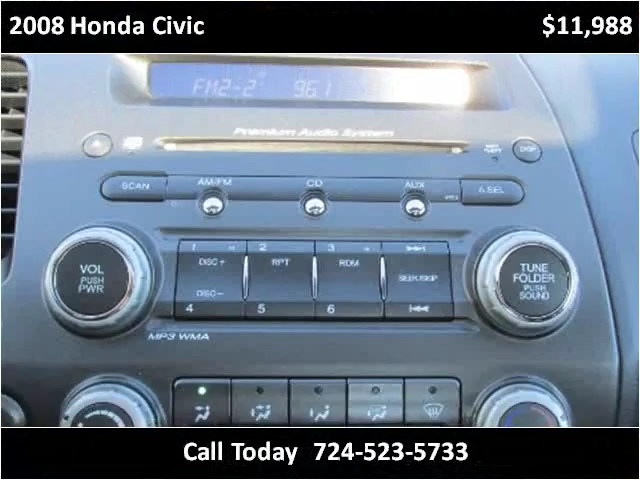 2008 Honda Civic $11,988
FM2-2 96.1
Premium Audio System
DISP
SCAN AM/FM CD AUX A.SEL
1 2 3
VOL PUSH PWR
DISC+ RPT RDM SEEK/SKIP
TUNE FOLDER PUSH SOUND
DISC-
4 5 6
MP3 WMA
Call Today 724-523-5733